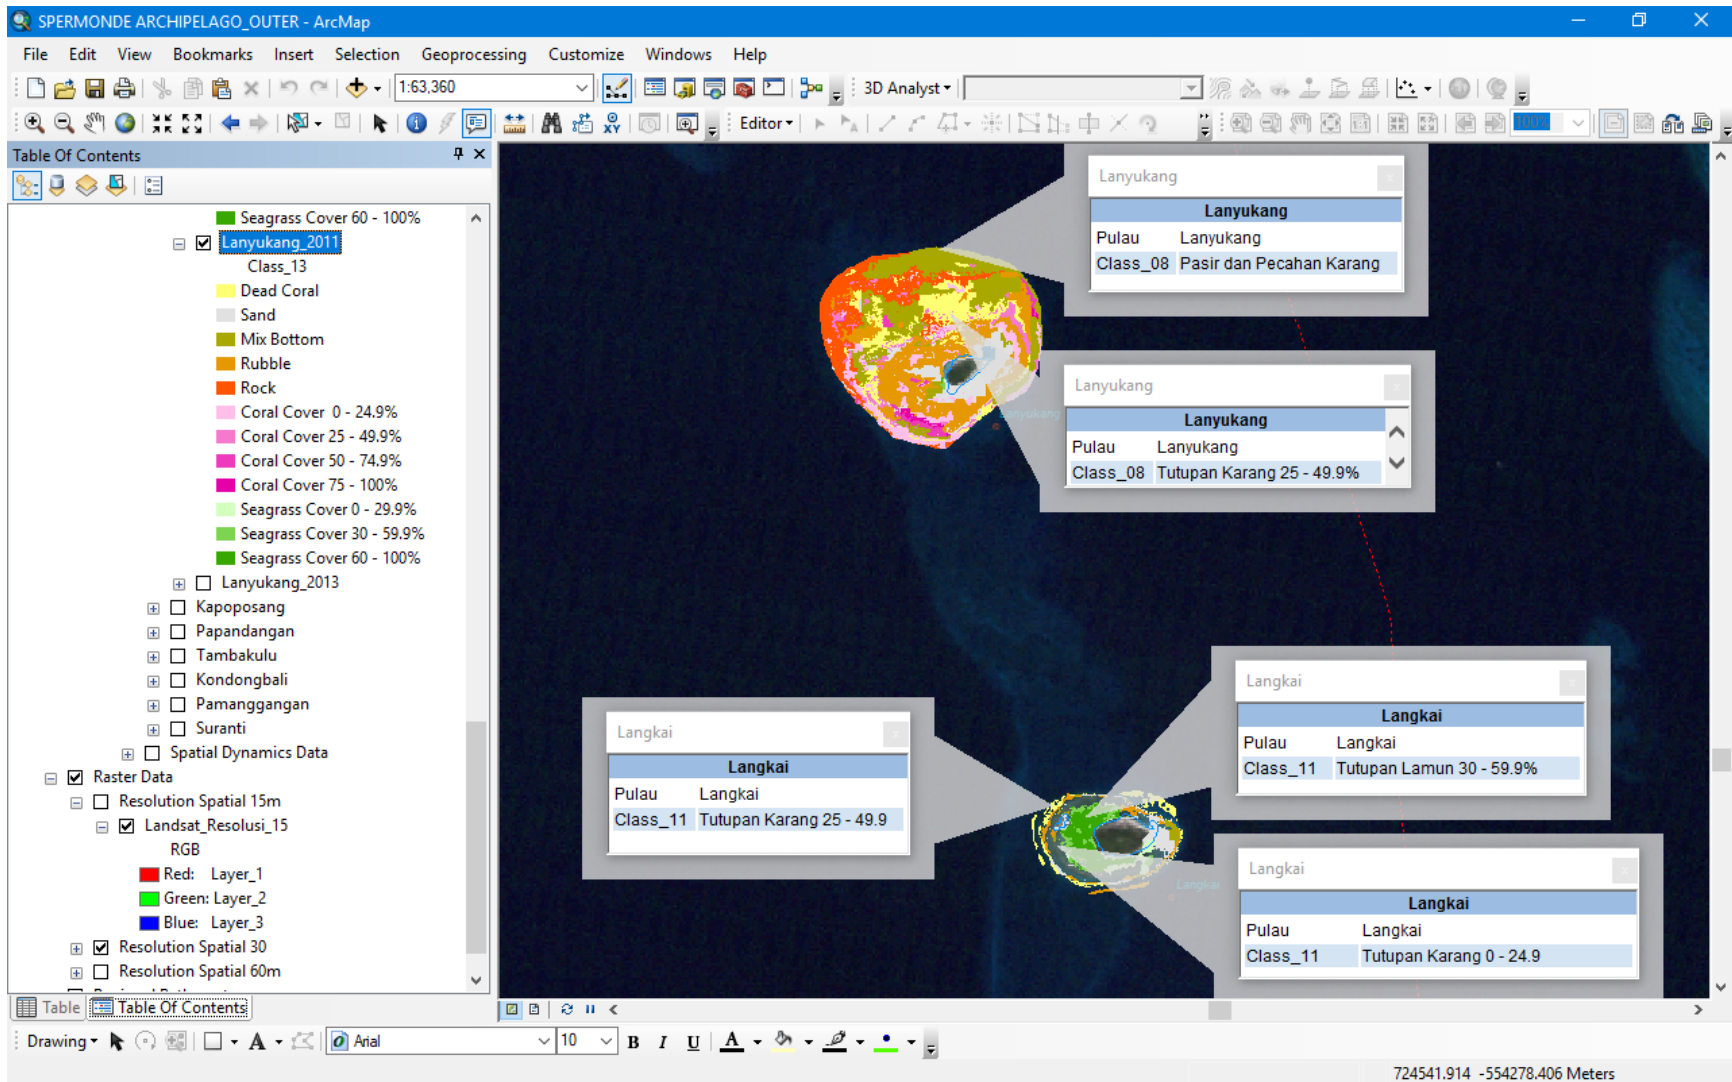 SPERMONDE ARCHIPELAGO_OUTER - ArcMap
File Edit View Bookmarks Insert Selection Geoprocessing Customize Windows Help
1:63,360
3D Analyst
Editor
100%
Table Of Contents
Seagrass Cover 60 - 100%
Lanyukang_2011
Class_13
Dead Coral
Sand
Mix Bottom
Rubble
Rock
Coral Cover 0 - 24.9%
Coral Cover 25 - 49.9%
Coral Cover 50 - 74.9%
Coral Cover 75 - 100%
Seagrass Cover 0 - 29.9%
Seagrass Cover 30 - 59.9%
Seagrass Cover 60 - 100%
Lanyukang_2013
Kapoposang
Papandangan
Tambakulu
Kondongbali
Pamanggangan
Suranti
Spatial Dynamics Data
Raster Data
Resolution Spatial 15m
Landsat_Resolusi_15
RGB
Red: Layer_1
Green: Layer_2
Blue: Layer_3
Resolution Spatial 30
Resolution Spatial 60m
Table
Table Of Contents
Lanyukang
Lanyukang
Pulau Lanyukang
Class_08 Pasir dan Pecahan Karang
Lanyukang
Lanyukang
Pulau Lanyukang
Class_08 Tutupan Karang 25 - 49.9%
Lanyukang
Langkai
Langkai
Pulau Langkai
Class_11 Tutupan Lamun 30 - 59.9%
Langkai
Langkai
Pulau Langkai
Class_11 Tutupan Karang 25 - 49.9
Langkai
Langkai
Langkai
Pulau Langkai
Class_11 Tutupan Karang 0 - 24.9
Drawing
A
Arial
10
B I U A
724541.914 -554278.406 Meters